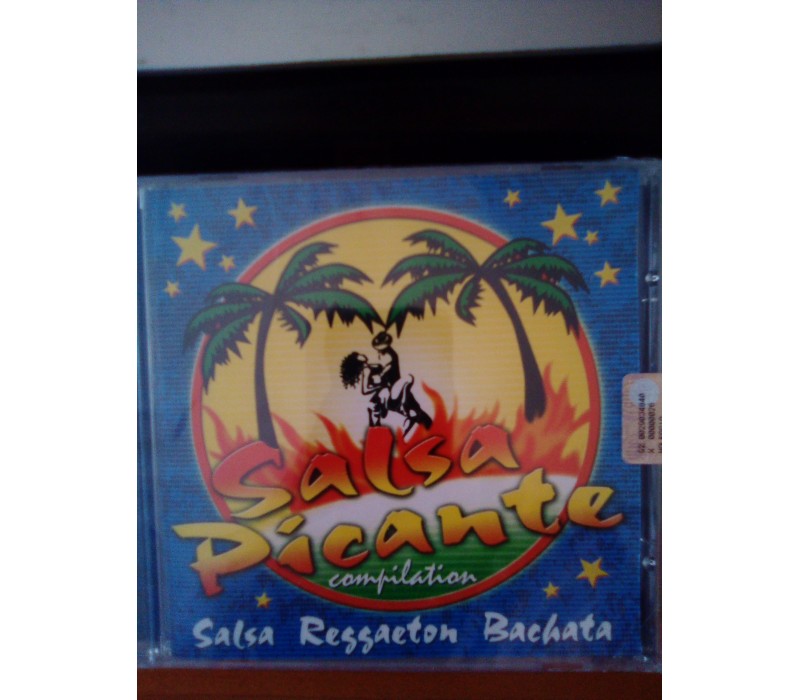 Salsa
Picante
compilation
Salsa Reggaeton Bachata